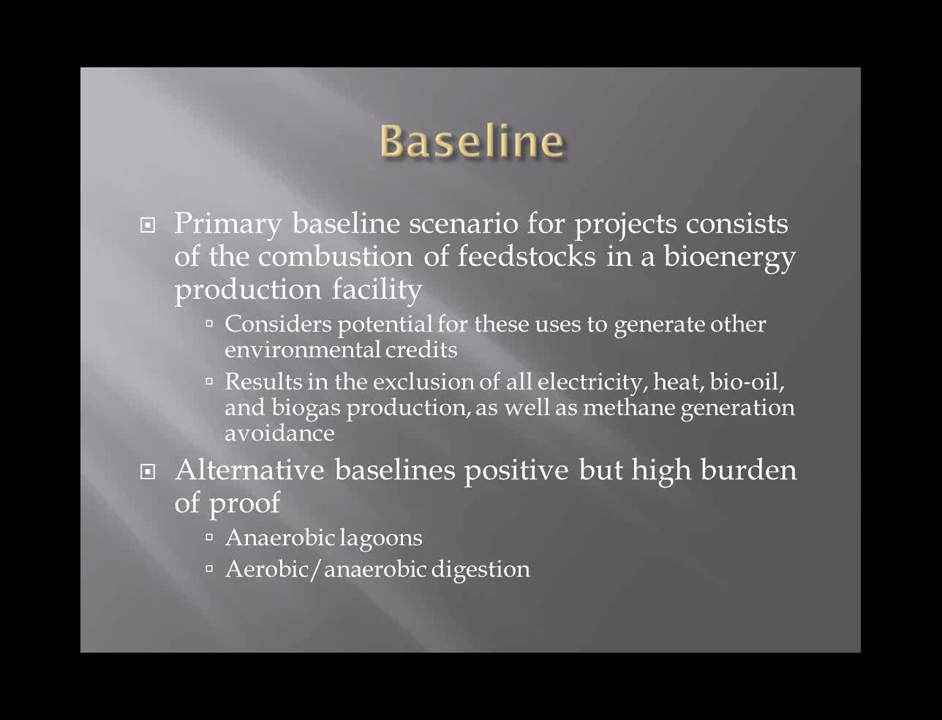 Baseline
Primary baseline scenario for projects consists
of the combustion of feedstocks in a bioenergy
production facility
Considers potential for these uses to generate other
environmental credits
Results in the exclusion of all electricity, heat, bio-oil,
and biogas production, as well as methane generation
avoidance
Alternative baselines positive but high burden
of proof
Anaerobic lagoons
Aerobic/anaerobic digestion